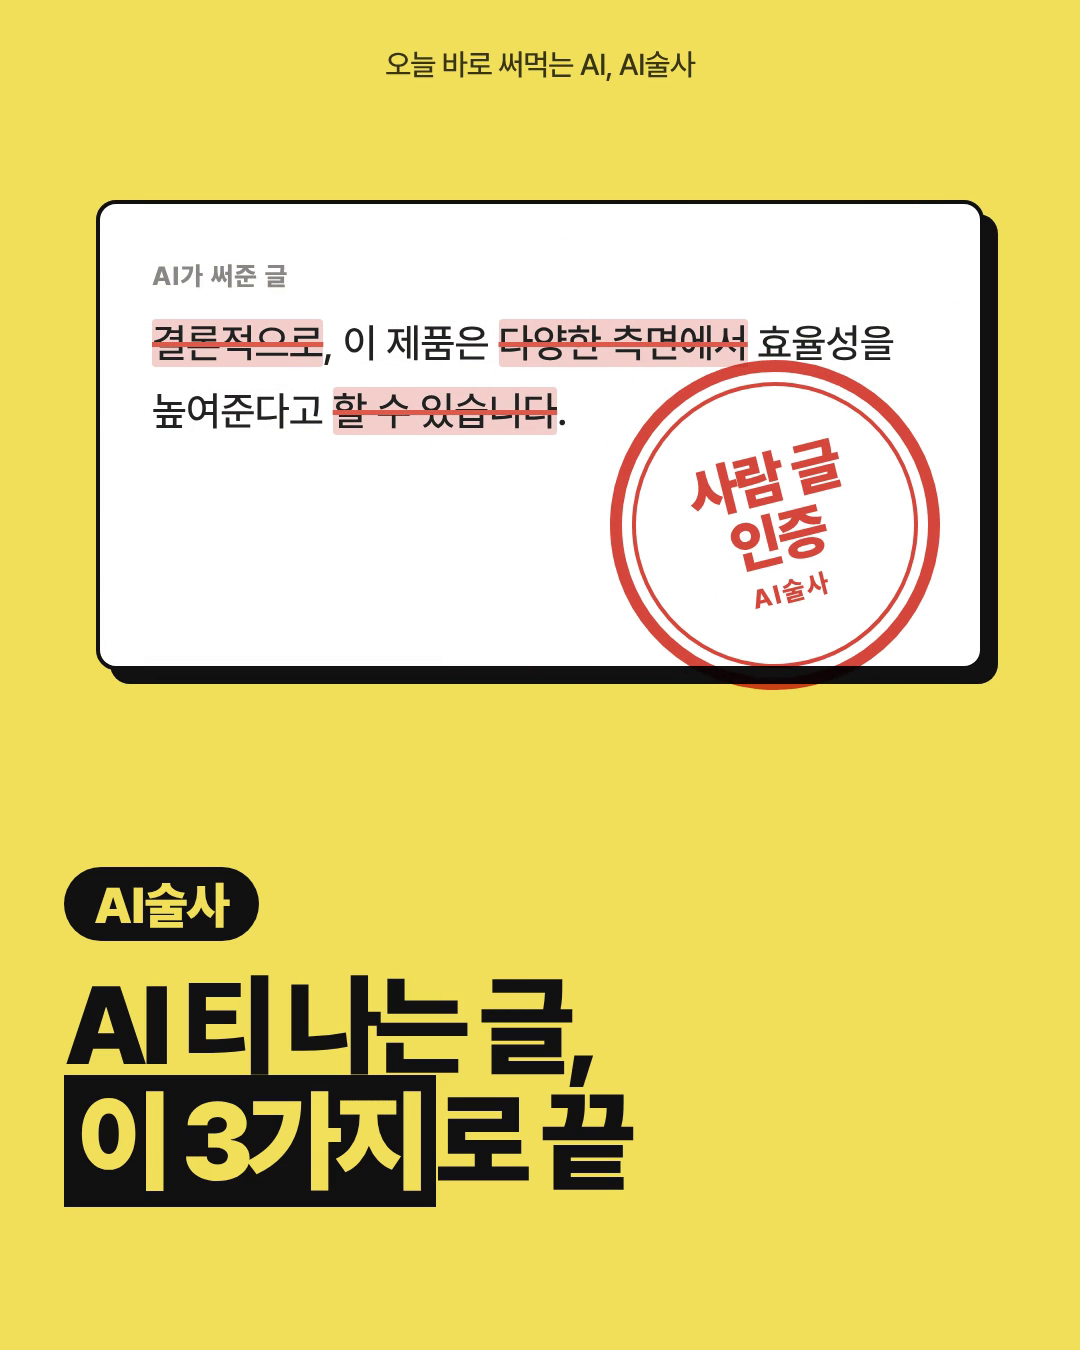 오늘 바로 써먹는 AI, AI술사
AI가 써준 글
결론적으로, 이 제품은 다양한 측면에서 효율성을
높여준다고 할 수 있습니다.
사람 글
인증
AI술사
AI술사
AI 티 나는 글,
이 3가지로 끝